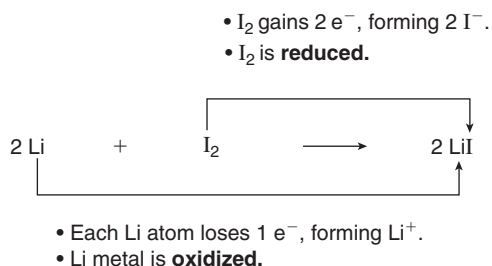 • I₂ gains 2 e⁻, forming 2 I⁻.
• I₂ is reduced.
2 Li + I₂ ⟶ 2 LiI
• Each Li atom loses 1 e⁻, forming Li⁺.
• Li metal is oxidized.